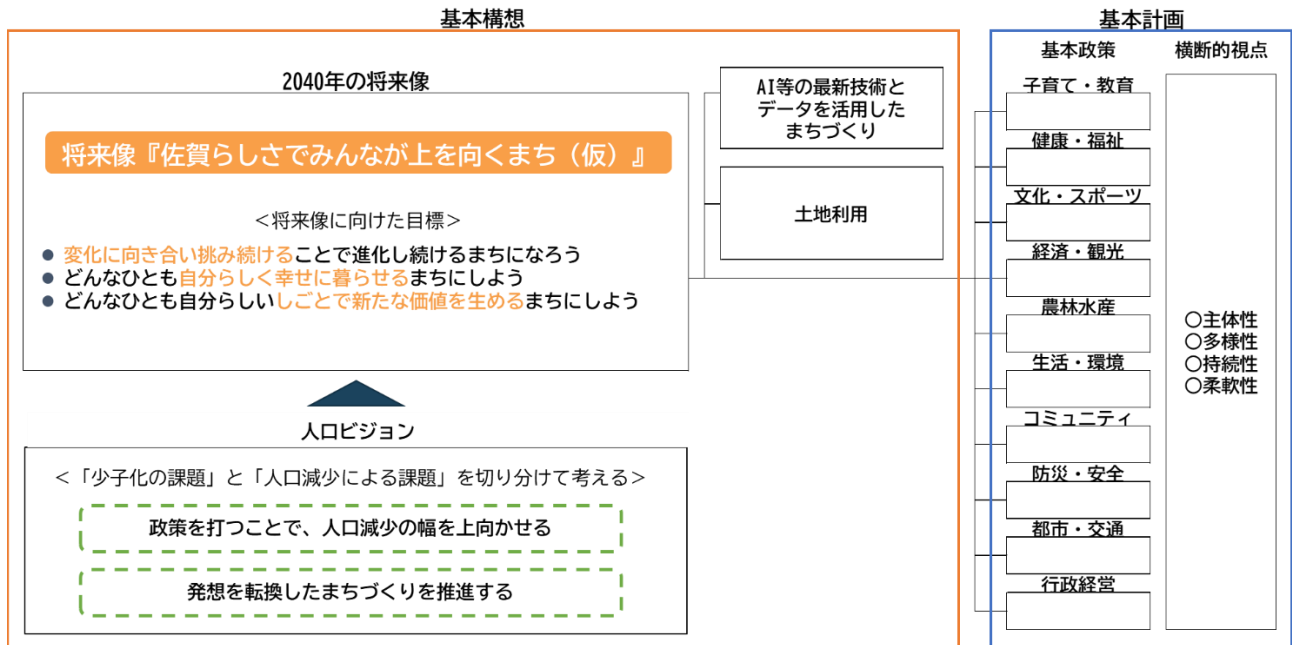 基本構想
2040年の将来像
将来像『佐賀らしさでみんなが上を向くまち（仮）』
＜将来像に向けた目標＞
● 変化に向き合い挑み続けることで進化し続けるまちになろう
● どんなひとも自分らしく幸せに暮らせるまちにしよう
● どんなひとも自分らしいしごとで新たな価値を生めるまちにしよう
人口ビジョン
＜「少子化の課題」と「人口減少による課題」を切り分けて考える＞
政策を打つことで、人口減少の幅を上向かせる
発想を転換したまちづくりを推進する
AI等の最新技術と
データを活用した
まちづくり
土地利用
基本計画
基本政策
子育て・教育
健康・福祉
文化・スポーツ
経済・観光
農林水産
生活・環境
コミュニティ
防災・安全
都市・交通
行政経営
横断的視点
○主体性
○多様性
○持続性
○柔軟性